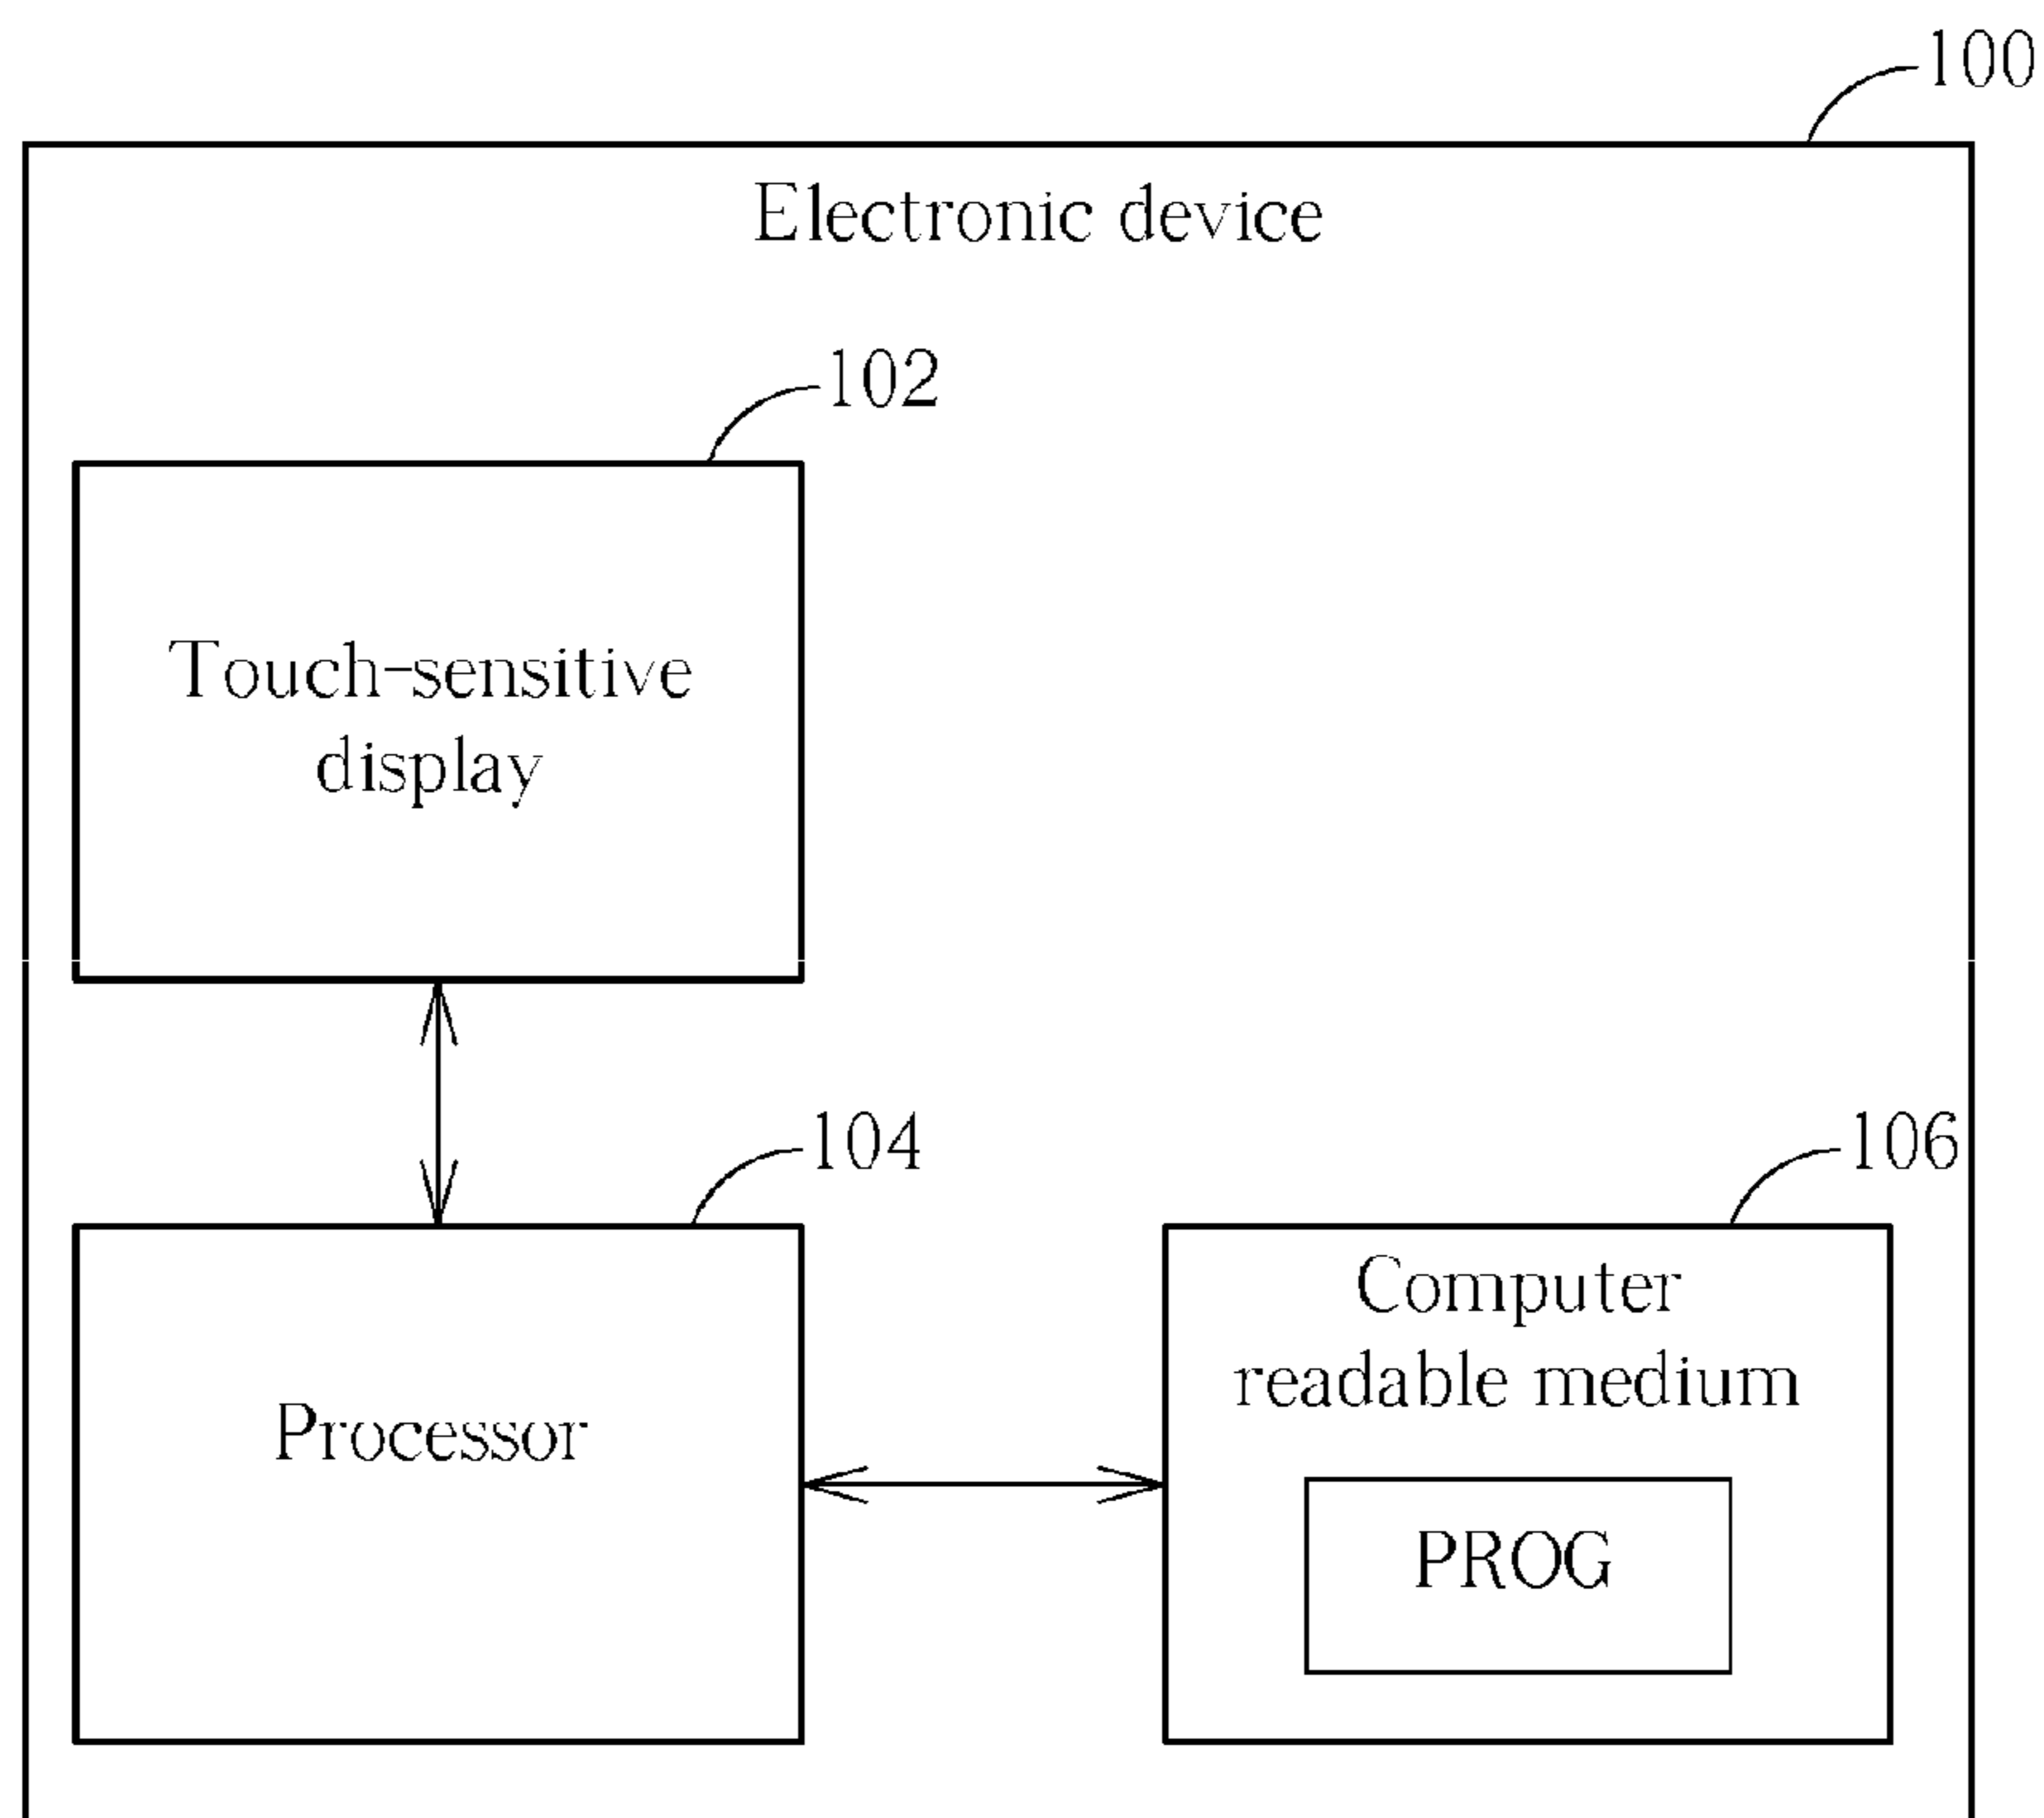 100
Electronic device
102
Touch-sensitive
display
104
106
Processor
Computer
readable medium
PROG